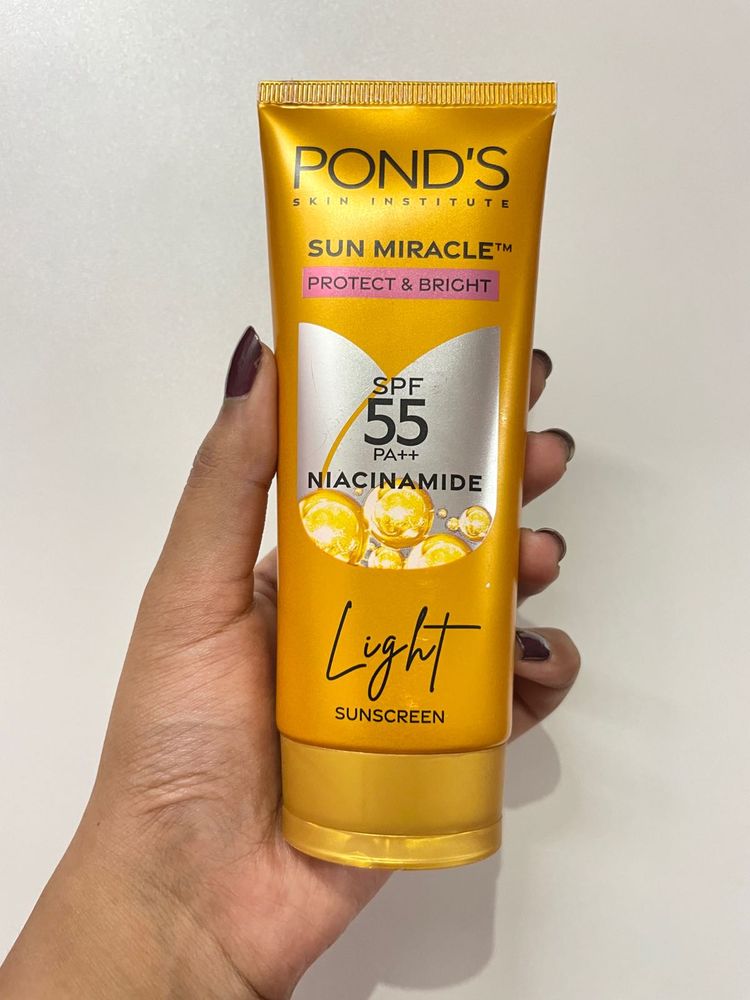 POND'S
SKIN INSTITUTE
SUN MIRACLE™
PROTECT & BRIGHT
SPF
55
PA++
NIACINAMIDE
Light
SUNSCREEN